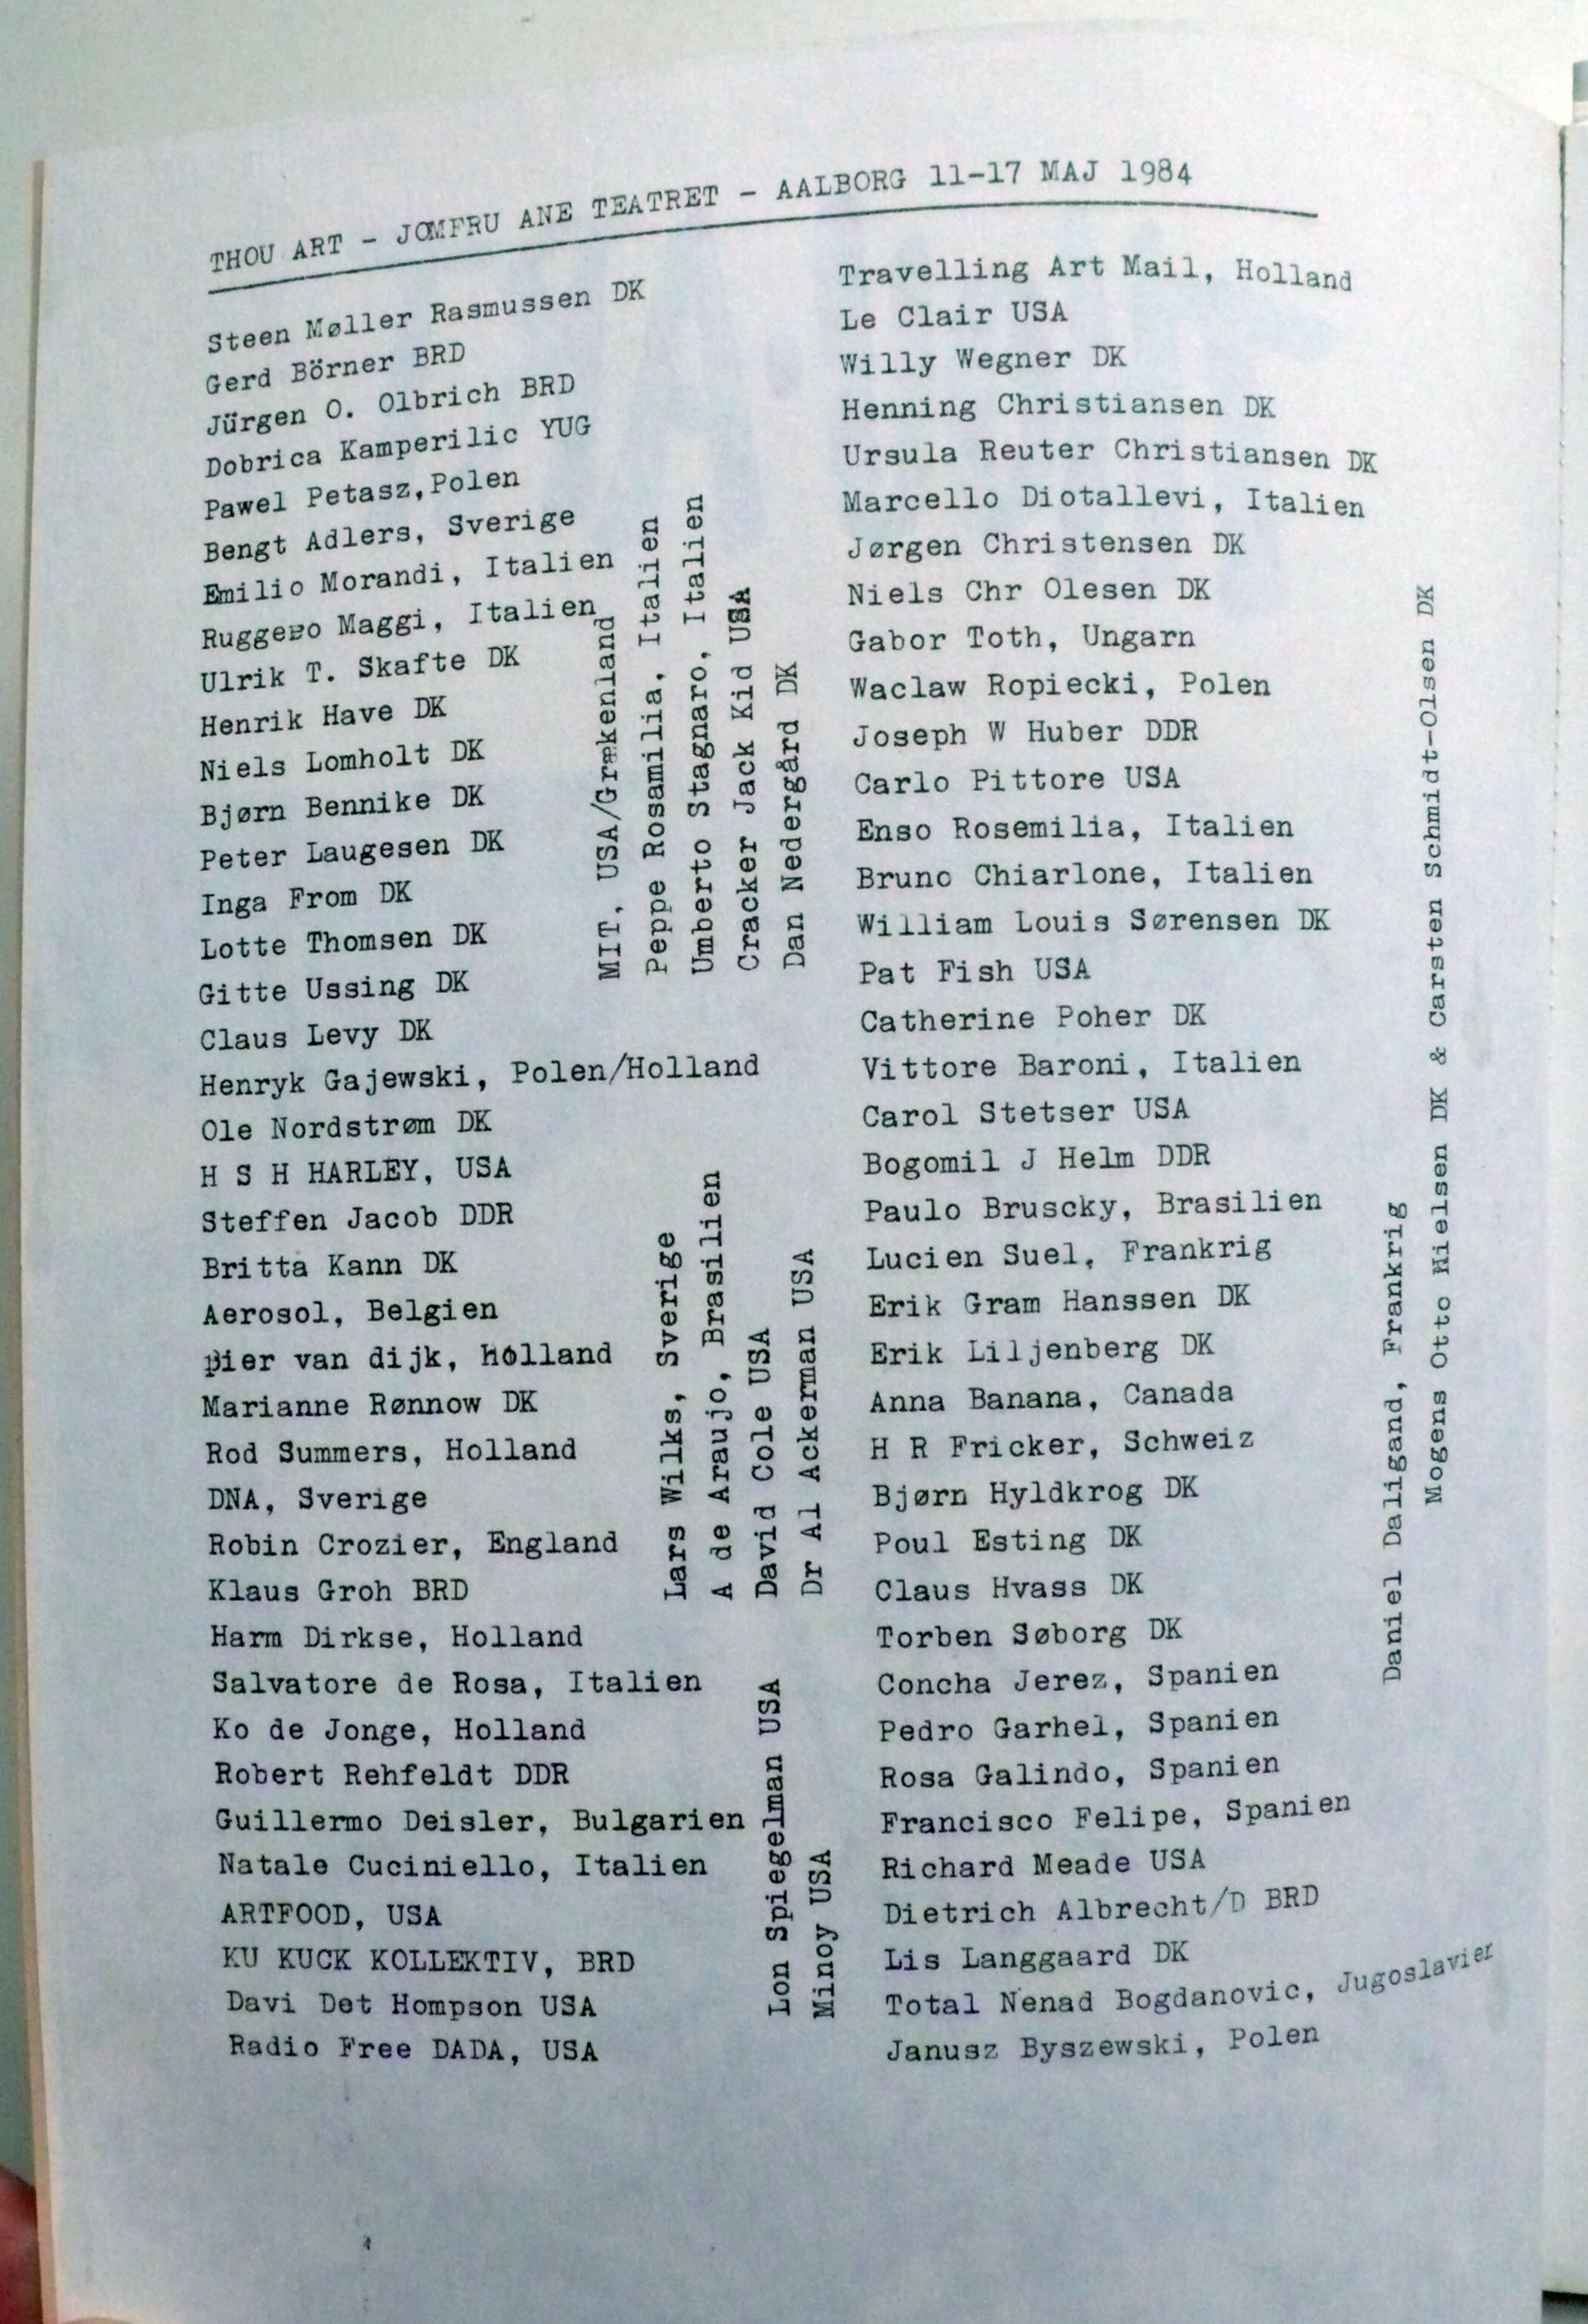 THOU ART - JOMFRU ANE TEATRET - AALBORG 11-17 MAJ 1984
Steen Møller Rasmussen DK
Gerd Börner BRD
Jürgen O. Olbrich BRD
Dobrica Kamperilic YUG
Pawel Petasz,Polen
Bengt Adlers, Sverige
Emilio Morandi, Italien
Ruggero Maggi, Italien
Ulrik T. Skafte DK
Henrik Have DK
Niels Lomholt DK
Bjørn Bennike DK
Peter Laugesen DK
Inga From DK
Lotte Thomsen DK
Gitte Ussing DK
Claus Levy DK
Henryk Gajewski, Polen/Holland
Ole Nordstrøm DK
H S H HARLEY, USA
Steffen Jacob DDR
Britta Kann DK
Aerosol, Belgien
pier van dijk, holland
Marianne Rønnow DK
Rod Summers, Holland
DNA, Sverige
Robin Crozier, England
Klaus Groh BRD
Harm Dirkse, Holland
Salvatore de Rosa, Italien
Ko de Jonge, Holland
Robert Rehfeldt DDR
Guillermo Deisler, Bulgarien
Natale Cuciniello, Italien
ARTFOOD, USA
KU KUCK KOLLEKTIV, BRD
Davi Det Hompson USA
Radio Free DADA, USA
MIT, USA/Grækenland
Peppe Rosamilia, Italien
Umberto Stagnaro, Italien
Cracker Jack Kid USA
Dan Nedergård DK
Lars Wilks, Sverige
A de Araujo, Brasilien
David Cole USA
Dr Al Ackerman USA
Lon Spiegelman USA
Minoy USA
Travelling Art Mail, Holland
Le Clair USA
Willy Wegner DK
Henning Christiansen DK
Ursula Reuter Christiansen DK
Marcello Diotallevi, Italien
Jørgen Christensen DK
Niels Chr Olesen DK
Gabor Toth, Ungarn
Waclaw Ropiecki, Polen
Joseph W Huber DDR
Carlo Pittore USA
Enso Rosemilia, Italien
Bruno Chiarlone, Italien
William Louis Sørensen DK
Pat Fish USA
Catherine Poher DK
Vittore Baroni, Italien
Carol Stetser USA
Bogomil J Helm DDR
Paulo Bruscky, Brasilien
Lucien Suel, Frankrig
Erik Gram Hanssen DK
Erik Liljenberg DK
Anna Banana, Canada
H R Fricker, Schweiz
Bjørn Hyldkrog DK
Poul Esting DK
Claus Hvass DK
Torben Søborg DK
Concha Jerez, Spanien
Pedro Garhel, Spanien
Rosa Galindo, Spanien
Francisco Felipe, Spanien
Richard Meade USA
Dietrich Albrecht/D BRD
Lis Langgaard DK
Total Nenad Bogdanovic, Jugoslavier
Janusz Byszewski, Polen
Daniel Daligand, Frankrig
Mogens Otto Nielsen DK & Carsten Schmidt-Olsen DK